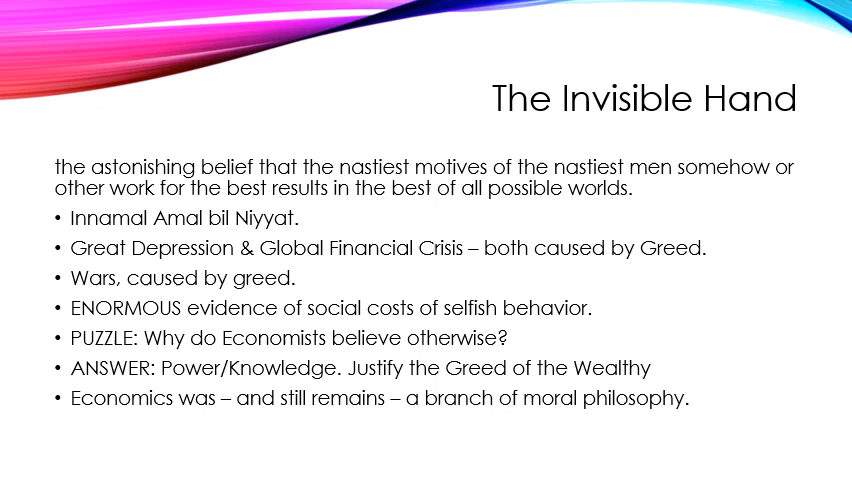 The Invisible Hand
the astonishing belief that the nastiest motives of the nastiest men somehow or
other work for the best results in the best of all possible worlds.
• Innamal Amal bil Niyyat.
• Great Depression & Global Financial Crisis – both caused by Greed.
• Wars, caused by greed.
• ENORMOUS evidence of social costs of selfish behavior.
• PUZZLE: Why do Economists believe otherwise?
• ANSWER: Power/Knowledge. Justify the Greed of the Wealthy
• Economics was – and still remains – a branch of moral philosophy.